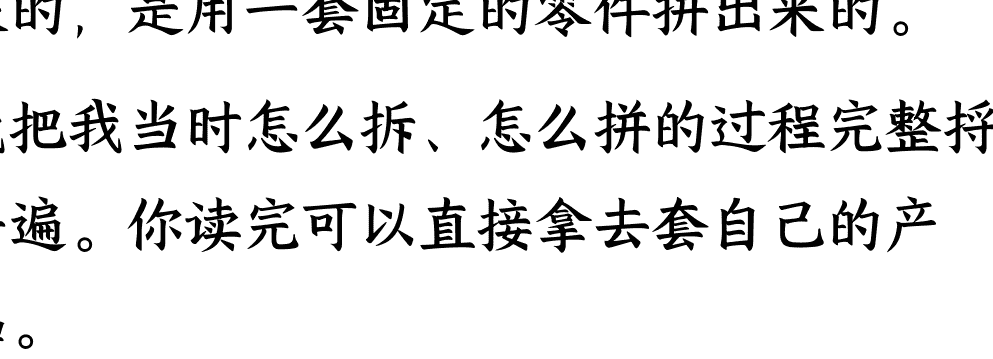 的，是用一套固定的零件拼出来的。
把我当时怎么拆、怎么拼的过程完整捋
遍。你读完可以直接拿去套自己的产
。